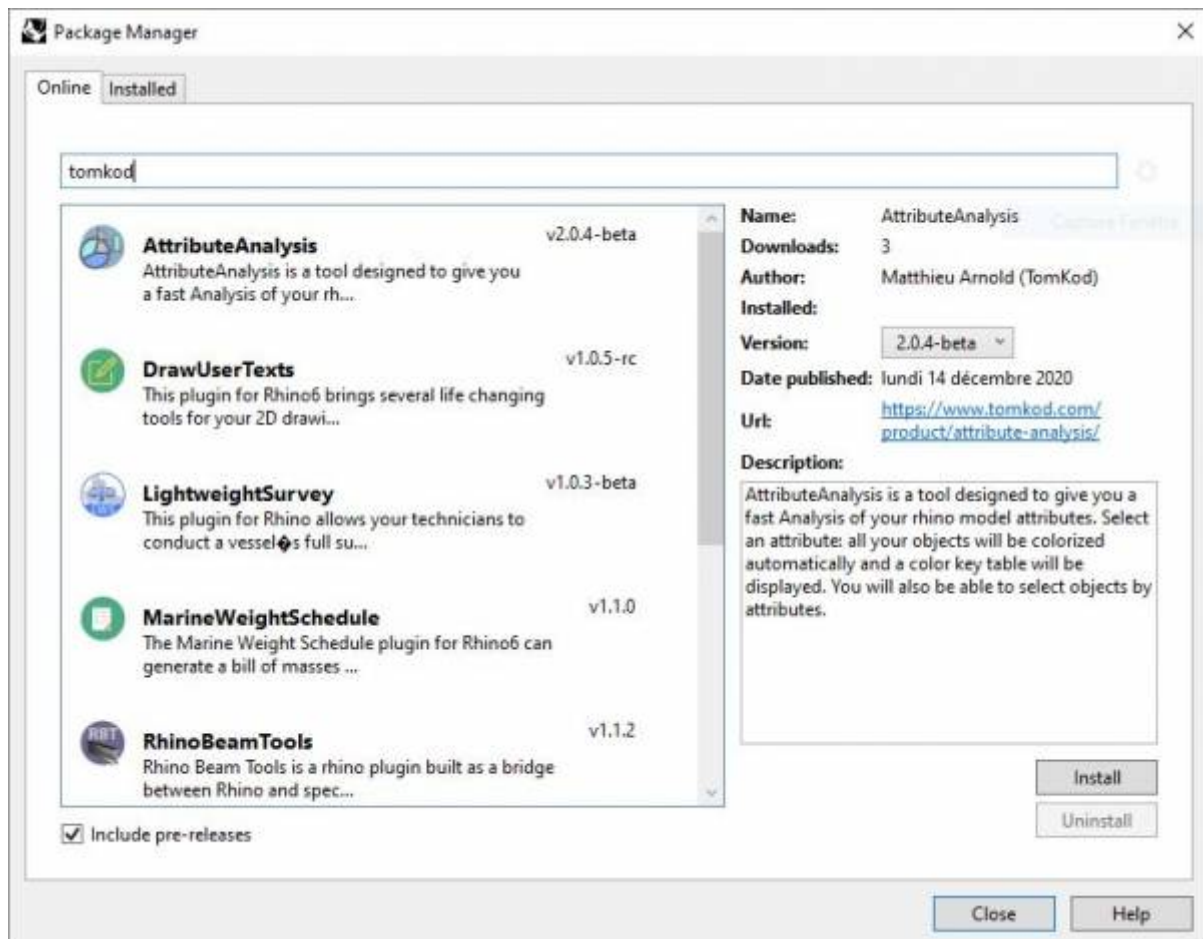 Package Manager
Online Installed
tomkod
AttributeAnalysis v2.0.4-beta
AttributeAnalysis is a tool designed to give you
a fast Analysis of your rh...
DrawUserTexts v1.0.5-rc
This plugin for Rhino6 brings several life changing
tools for your 2D drawi...
LightweightSurvey v1.0.3-beta
This plugin for Rhino allows your technicians to
conduct a vessel�s full su...
MarineWeightSchedule v1.1.0
The Marine Weight Schedule plugin for Rhino6 can
generate a bill of masses ...
RBT
RhinoBeamTools v1.1.2
Rhino Beam Tools is a rhino plugin built as a bridge
between Rhino and spec...
Include pre-releases
Name: AttributeAnalysis
Downloads: 3
Author: Matthieu Arnold (TomKod)
Installed:
Version: 2.0.4-beta
Date published: lundi 14 décembre 2020
Url: https://www.tomkod.com/
product/attribute-analysis/
Description:
AttributeAnalysis is a tool designed to give you a
fast Analysis of your rhino model attributes. Select
an attribute: all your objects will be colorized
automatically and a color key table will be
displayed. You will also be able to select objects by
attributes.
Install
Uninstall
Close Help